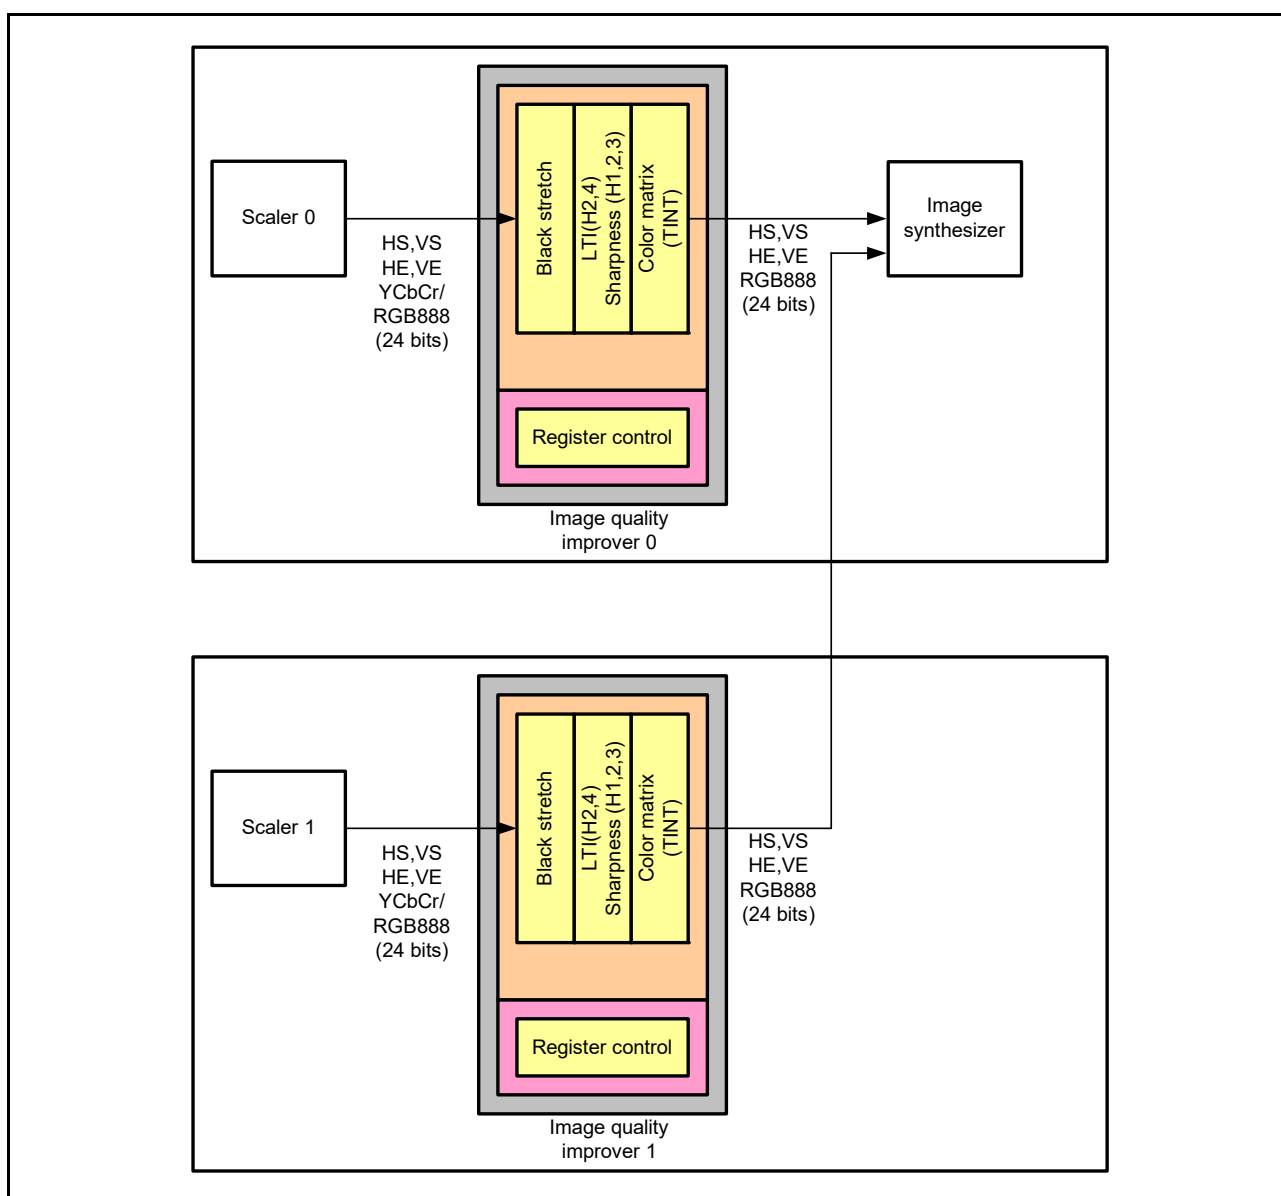 Scaler 0
HS,VS
HE,VE
YCbCr/
RGB888
(24 bits)
Black stretch
LTI(H2,4)
Sharpness (H1,2,3)
Color matrix
(TINT)
Register control
Image quality
improver 0
HS,VS
HE,VE
RGB888
(24 bits)
Image
synthesizer
Scaler 1
HS,VS
HE,VE
YCbCr/
RGB888
(24 bits)
Black stretch
LTI(H2,4)
Sharpness (H1,2,3)
Color matrix
(TINT)
Register control
Image quality
improver 1
HS,VS
HE,VE
RGB888
(24 bits)